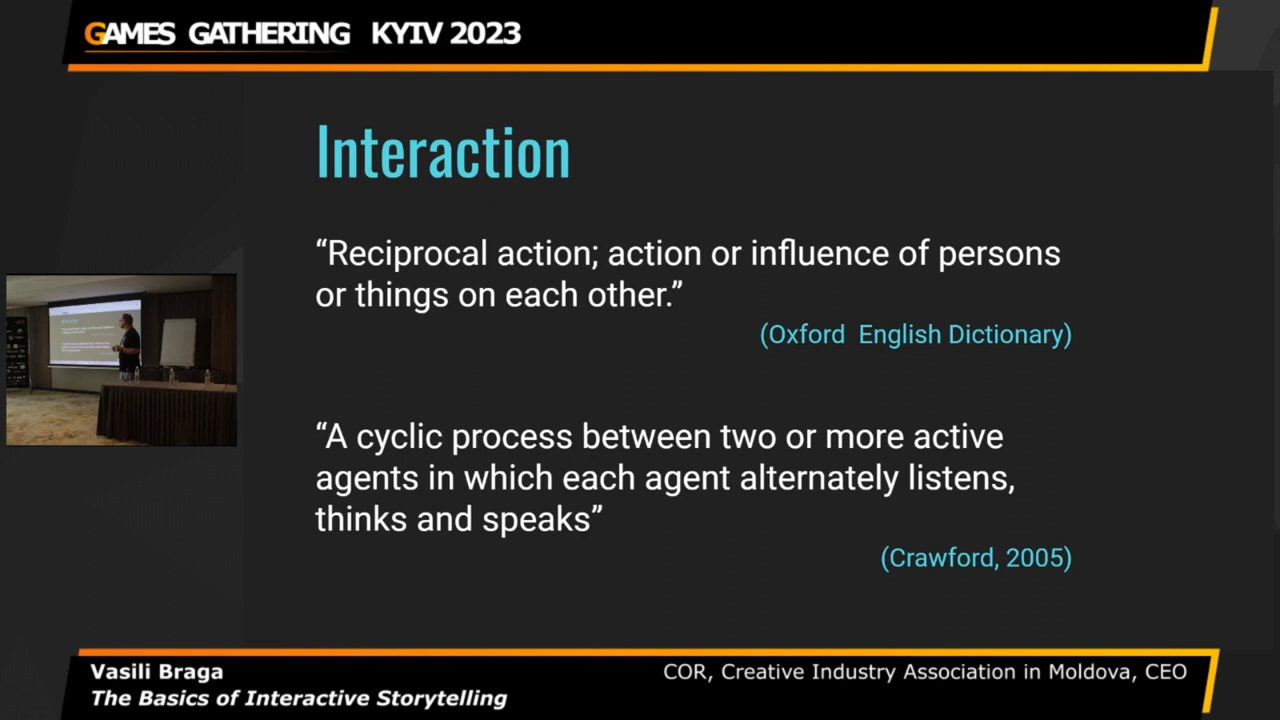 GAMES GATHERING KYIV 2023
Interaction
“Reciprocal action; action or influence of persons
or things on each other.”
(Oxford English Dictionary)
“A cyclic process between two or more active
agents in which each agent alternately listens,
thinks and speaks”
(Crawford, 2005)
Vasili Braga
COR, Creative Industry Association in Moldova, CEO
The Basics of Interactive Storytelling